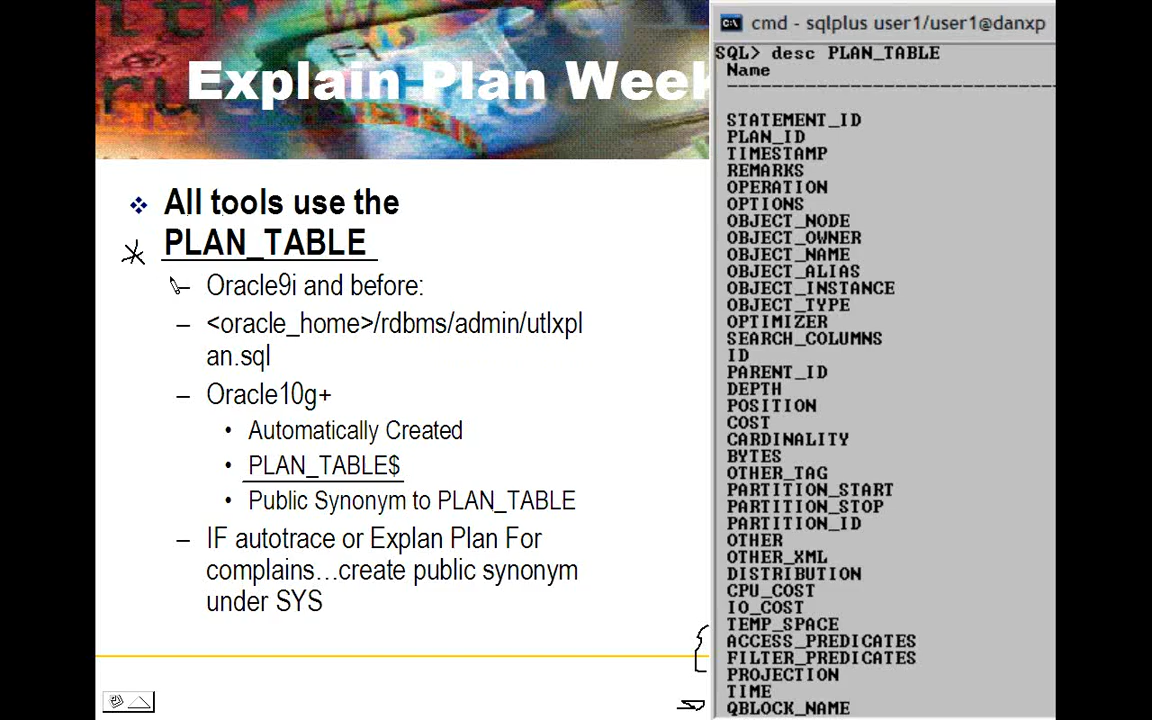 Explain Plan Week
All tools use the
PLAN_TABLE
– Oracle9i and before:
– <oracle_home>/rdbms/admin/utlxpl
an.sql
– Oracle10g+
• Automatically Created
• PLAN_TABLE$
• Public Synonym to PLAN_TABLE
– IF autotrace or Explan Plan For
complains…create public synonym
under SYS
cmd - sqlplus user1/user1@danxp
SQL> desc PLAN_TABLE
Name
STATEMENT_ID
PLAN_ID
TIMESTAMP
REMARKS
OPERATION
OPTIONS
OBJECT_NODE
OBJECT_OWNER
OBJECT_NAME
OBJECT_ALIAS
OBJECT_INSTANCE
OBJECT_TYPE
OPTIMIZER
SEARCH_COLUMNS
ID
PARENT_ID
DEPTH
POSITION
COST
CARDINALITY
BYTES
OTHER_TAG
PARTITION_START
PARTITION_STOP
PARTITION_ID
OTHER
OTHER_XML
DISTRIBUTION
CPU_COST
IO_COST
TEMP_SPACE
ACCESS_PREDICATES
FILTER_PREDICATES
PROJECTION
TIME
QBLOCK_NAME